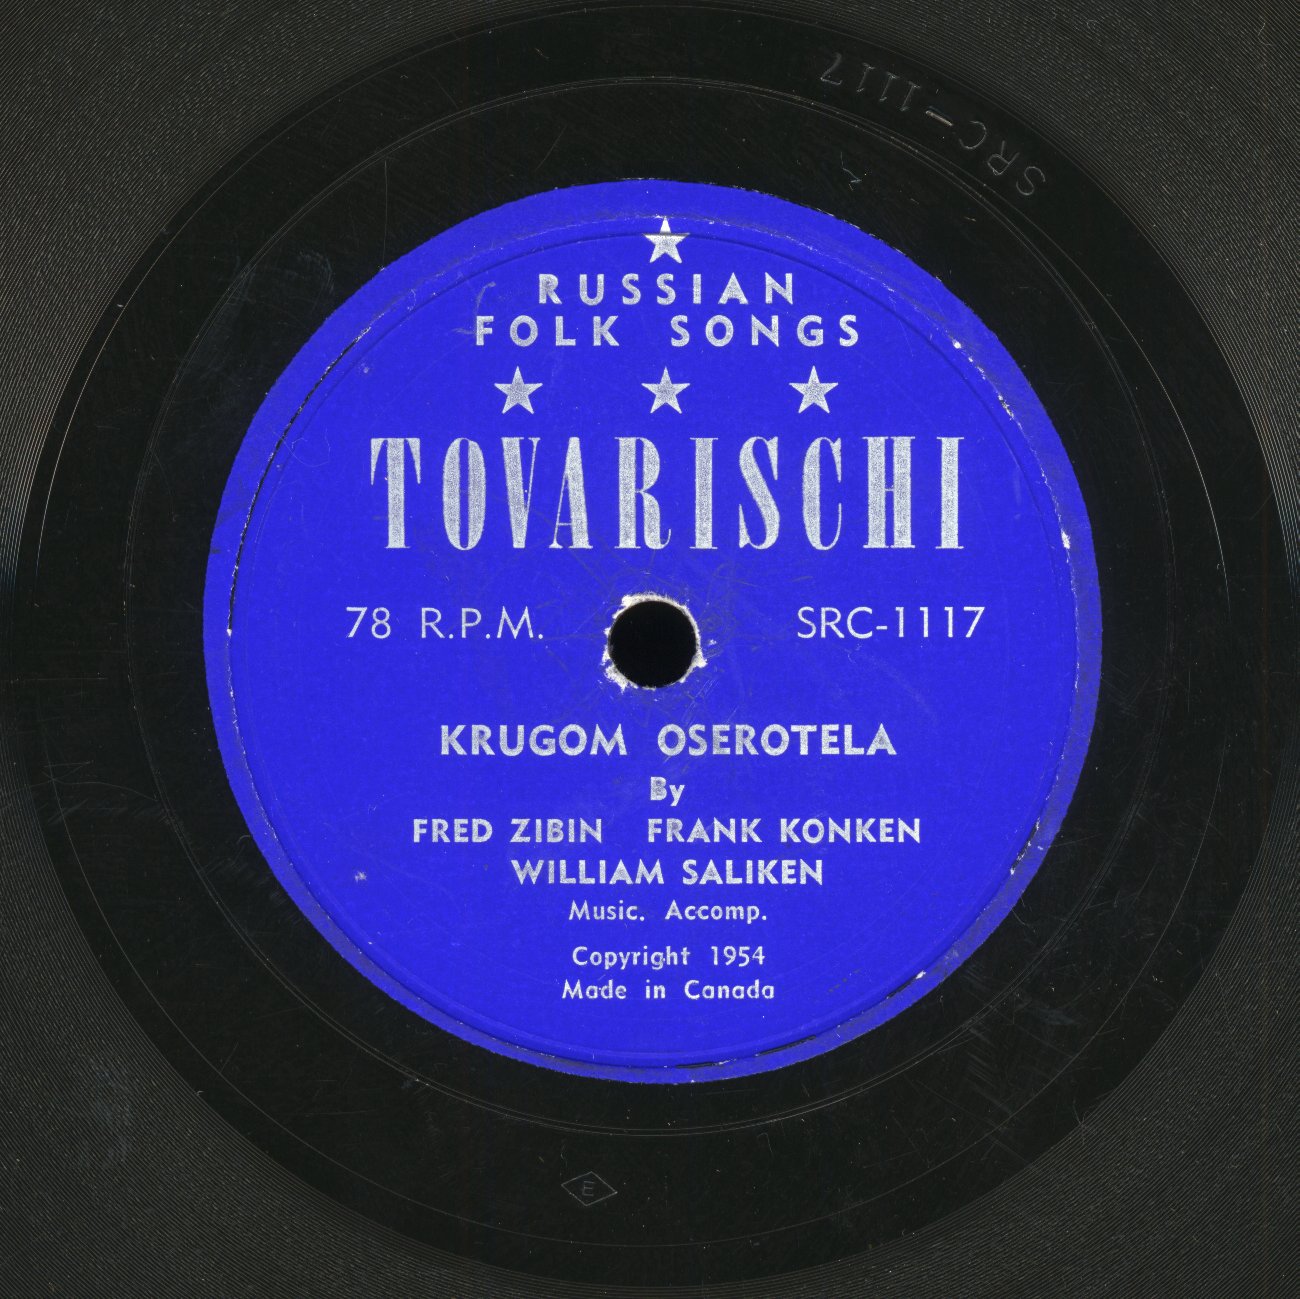 SRC-1117
RUSSIAN
FOLK SONGS
TOVARISCHI
78 R.P.M. SRC-1117
KRUGOM OSEROTELA
By
FRED ZIBIN FRANK KONKEN
WILLIAM SALIKEN
Music. Accomp.
Copyright 1954
Made in Canada
E